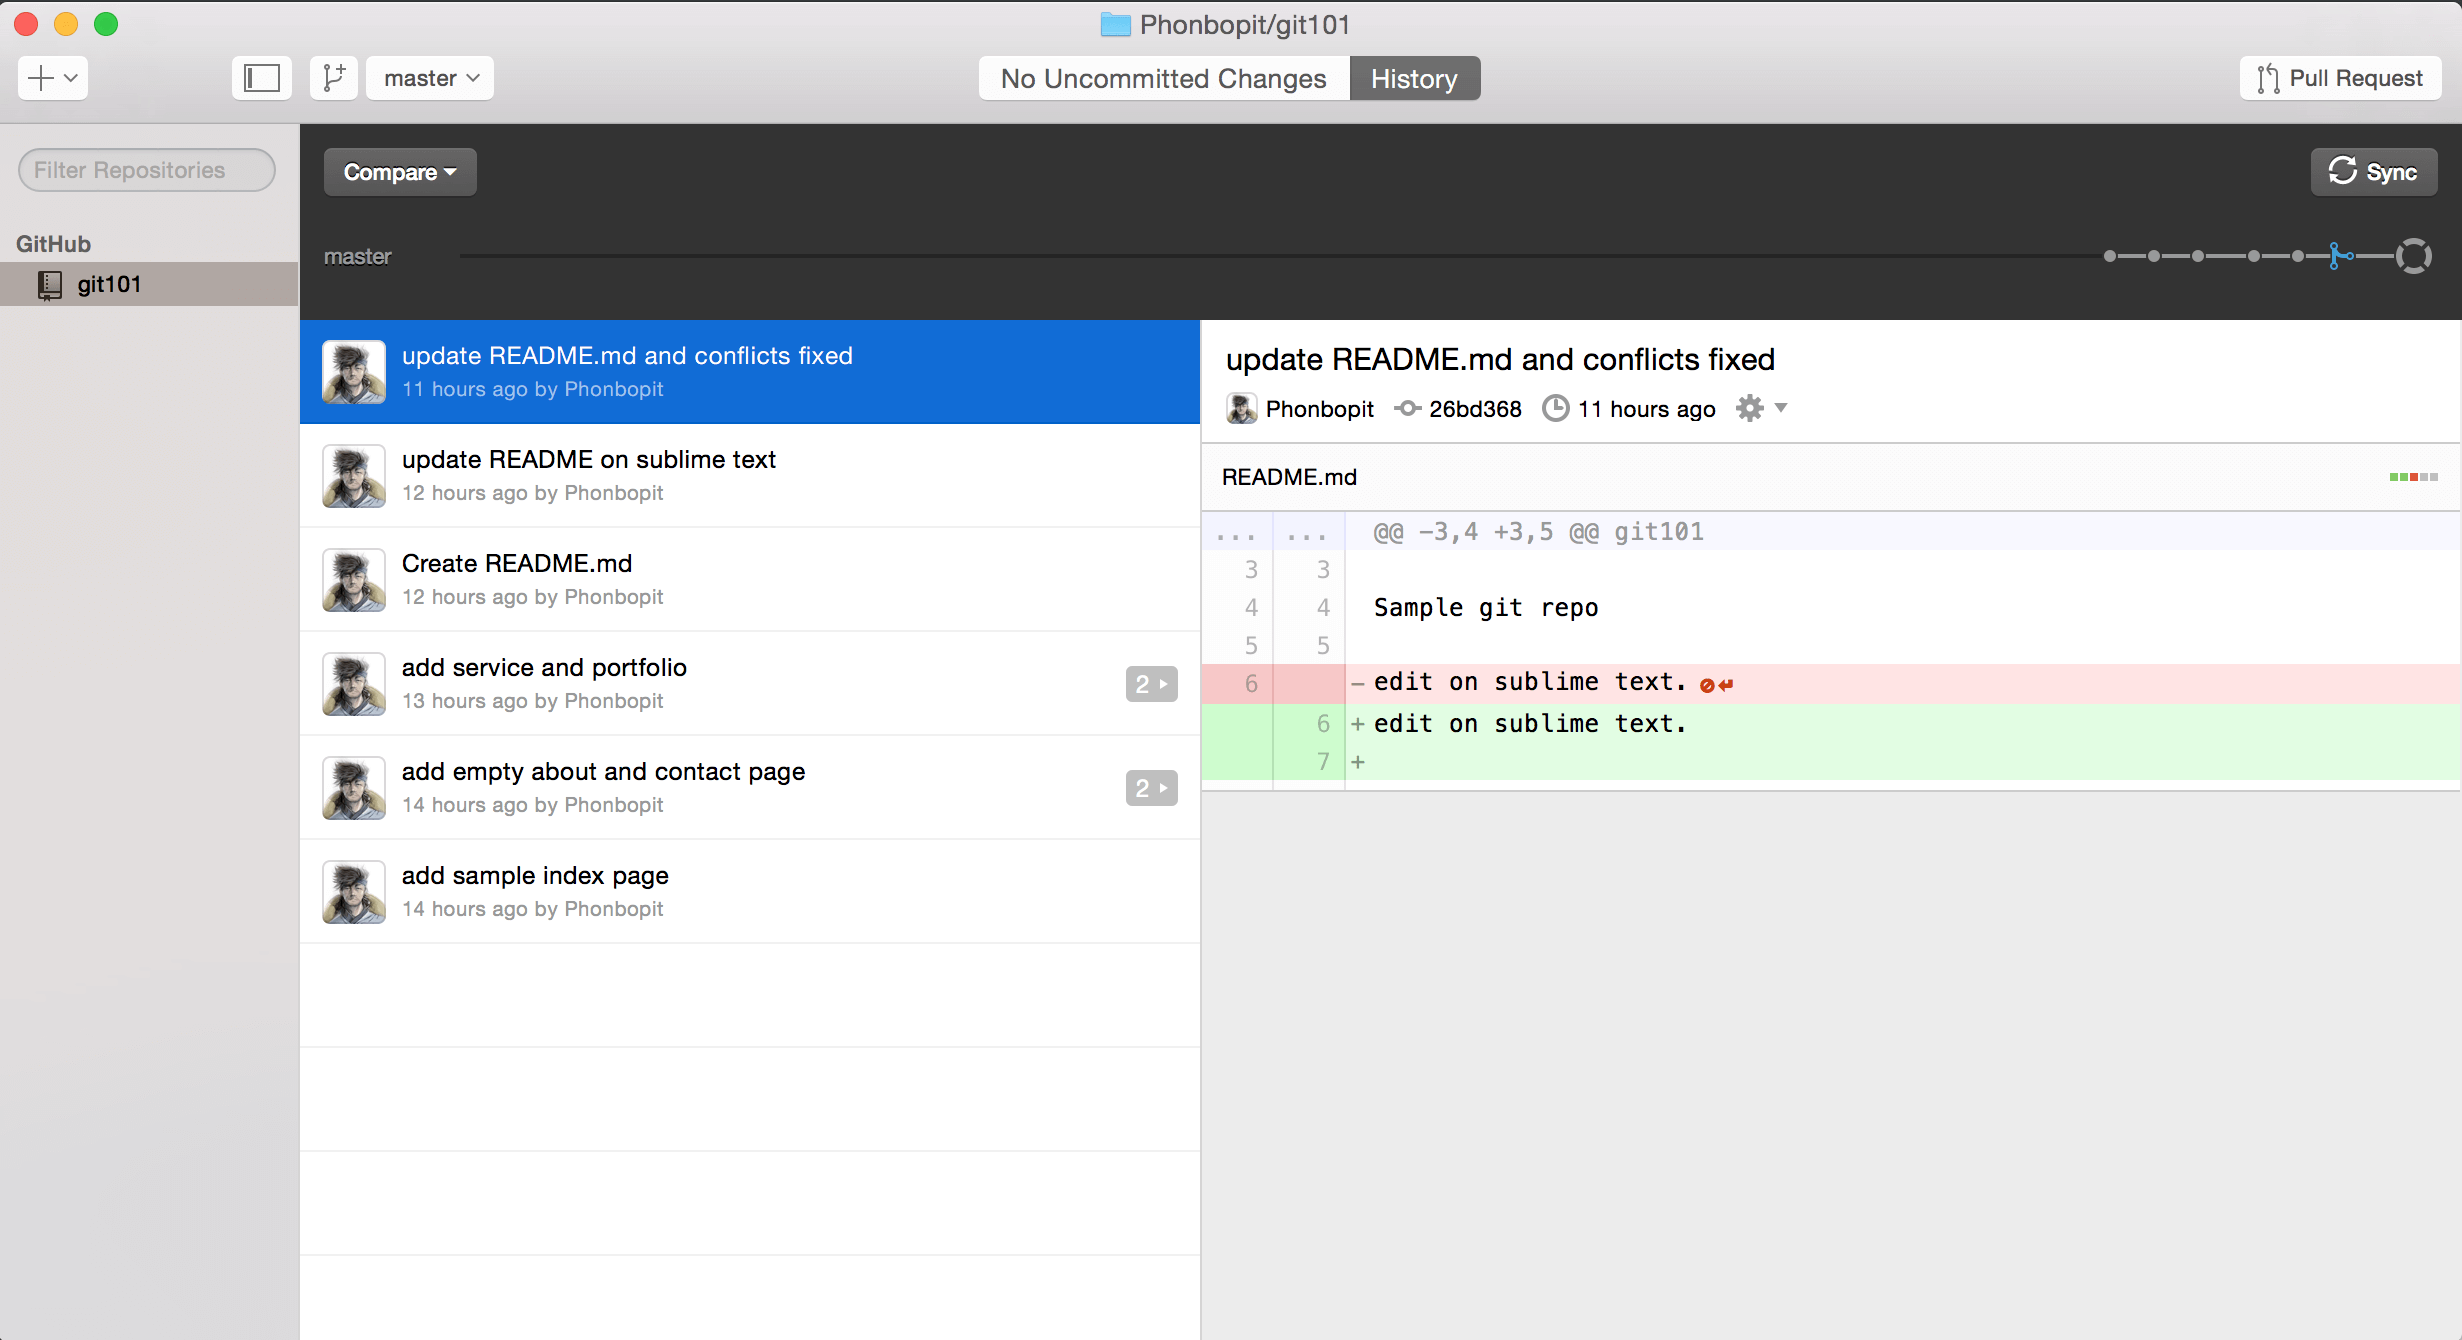 Phonbopit/git101
master
No Uncommitted Changes
History
Pull Request
Filter Repositories
GitHub
git101
Compare
Sync
master
update README.md and conflicts fixed
11 hours ago by Phonbopit
update README on sublime text
12 hours ago by Phonbopit
Create README.md
12 hours ago by Phonbopit
add service and portfolio
13 hours ago by Phonbopit
2
add empty about and contact page
14 hours ago by Phonbopit
2
add sample index page
14 hours ago by Phonbopit
update README.md and conflicts fixed
Phonbopit 26bd368 11 hours ago
README.md
... ... @@ -3,4 +3,5 @@ git101
3 3
4 4 Sample git repo
5 5
6 - edit on sublime text.
6 + edit on sublime text.
7 +